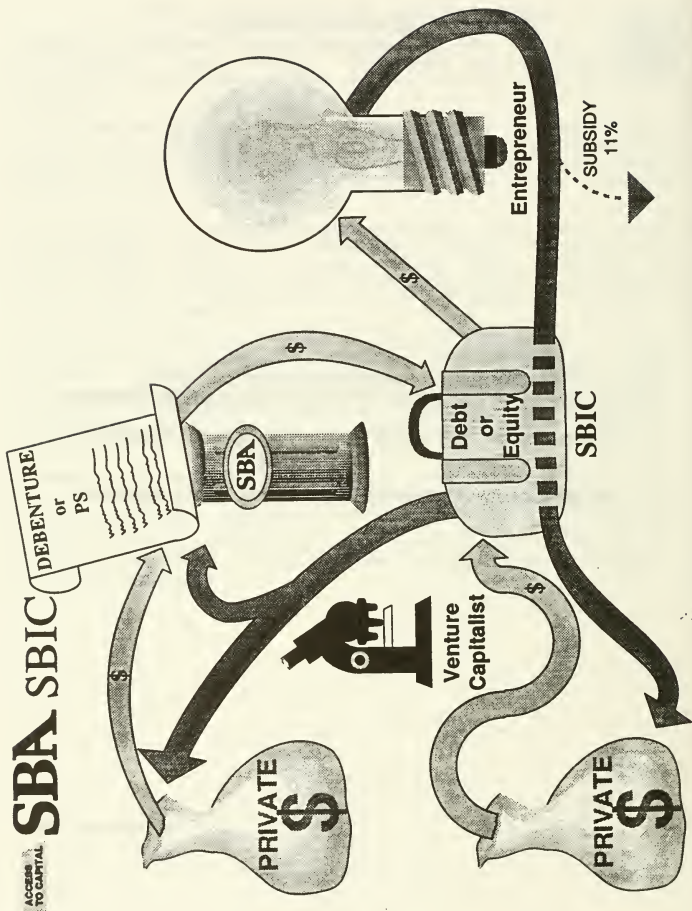 ACCESS
TO CAPITAL
SBA SBIC
DEBENTURE
or
PS
$
$
SBA
PRIVATE
$
Venture
Capitalist
$
PRIVATE
$
Debt
or
Equity
SBIC
$
Entrepreneur
SUBSIDY
11%